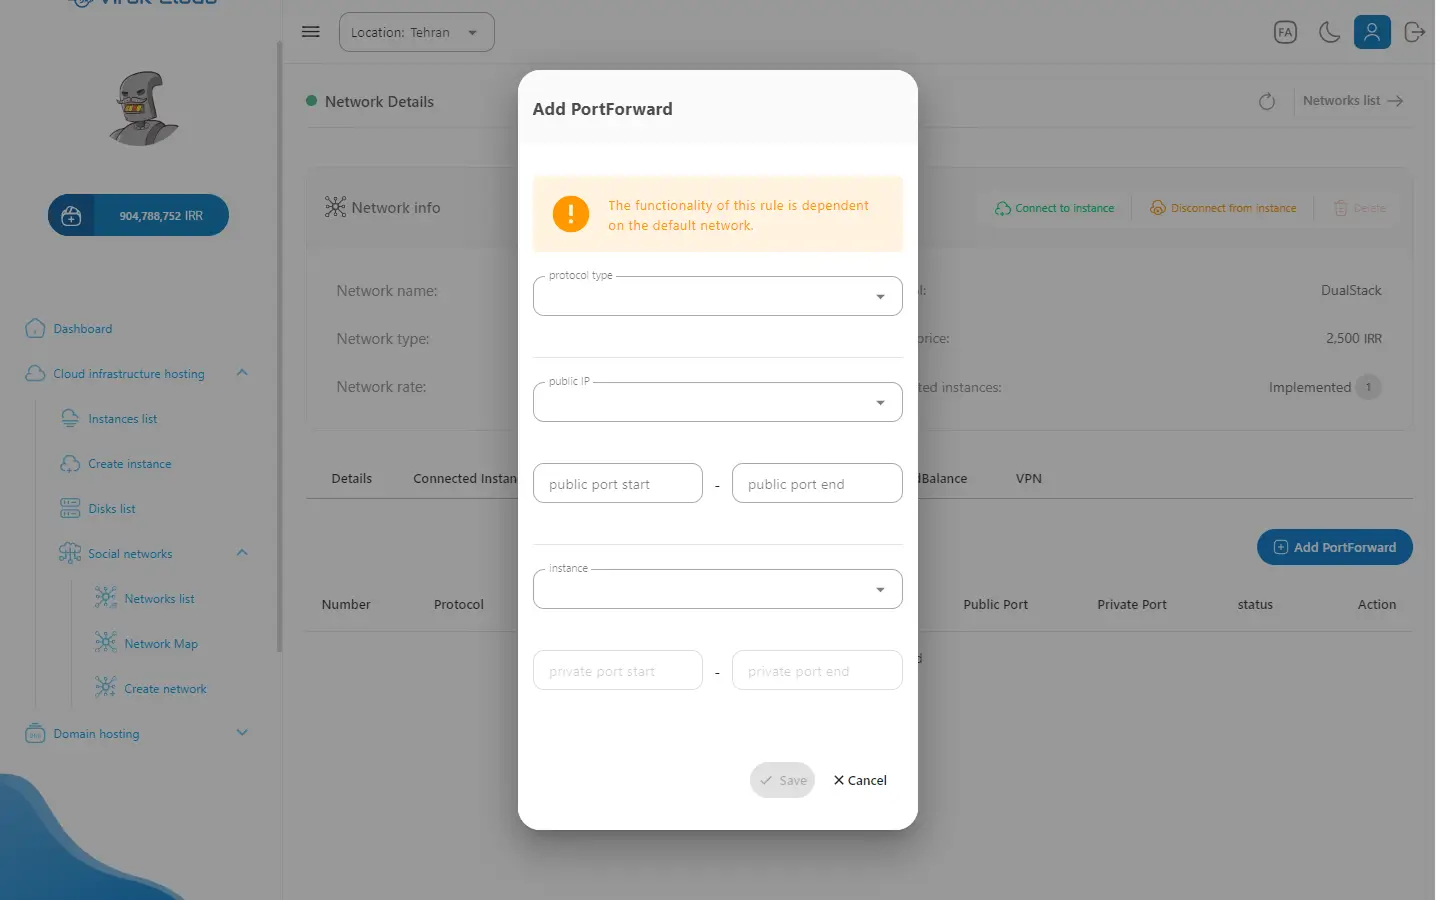 Location: Tehran
FA
904,788,752 IRR
Dashboard
Cloud infrastructure hosting
Instances list
Create instance
Disks list
Social networks
Networks list
Network Map
Create network
Domain hosting
Network Details
Networks list
Network info
Connect to instance
Disconnect from instance
Delete
Network name:
DualStack
Network type:
2,500 IRR
Network rate:
instances:
Implemented 1
Details
Connected
VPN
Add PortForward
Number
Protocol
Public Port
Private Port
status
Action
Add PortForward
The functionality of this rule is dependent
on the default network.
protocol type
public IP
public port start - public port end
instance
private port start - private port end
Save
Cancel